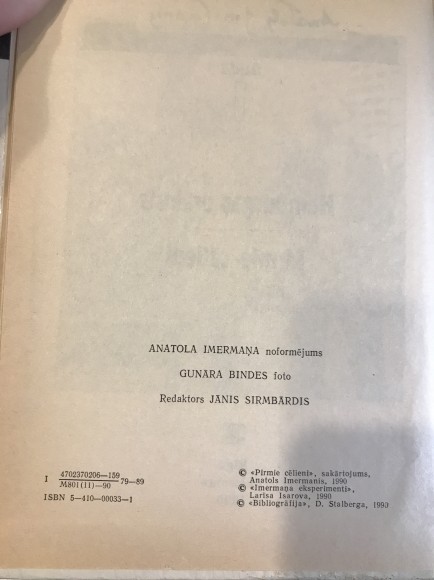 ANATOLA IMERMAŅA noformējums
GUNĀRA BINDES foto
Redaktors JĀNIS SIRMBĀRDIS
I 4702370206—159
M801(11)—90
79—89
ISBN 5—410—00033—1
© «Pirmie cēlieni», sakārtojums,
Anatols Imermanis, 1990
© «Imermaņa eksperimenti»,
Larisa Isarova, 1990
© «Bibliogrāfija», D. Stalberga, 1990